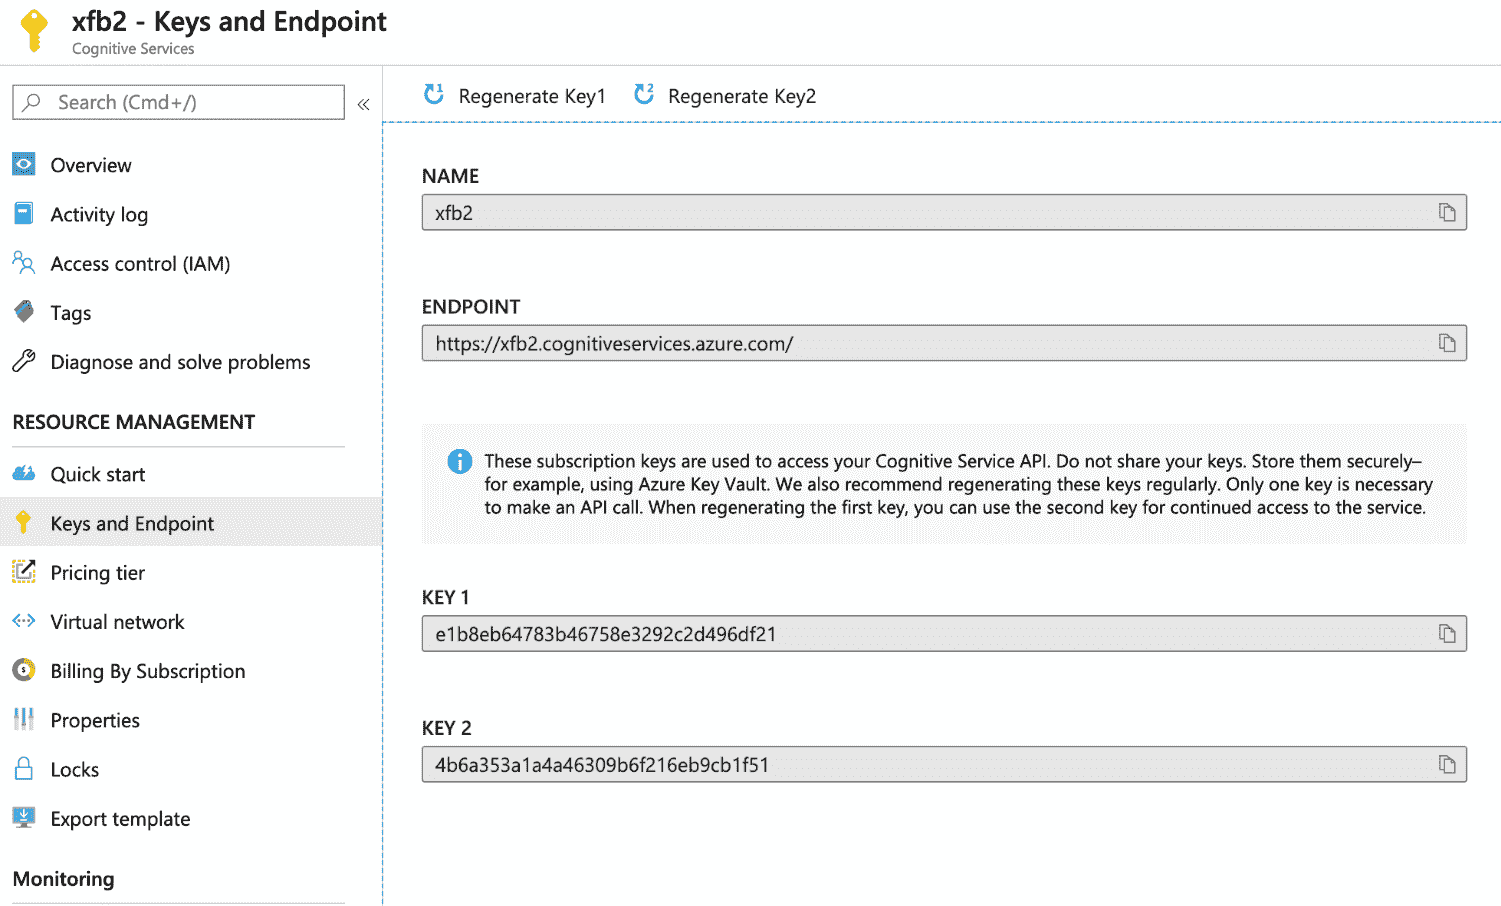 xfb2 - Keys and Endpoint
Cognitive Services
Search (Cmd+/)
«
Overview
Activity log
Access control (IAM)
Tags
Diagnose and solve problems
RESOURCE MANAGEMENT
Quick start
Keys and Endpoint
Pricing tier
Virtual network
Billing By Subscription
Properties
Locks
Export template
Monitoring
1 Regenerate Key1
2 Regenerate Key2
NAME
xfb2
ENDPOINT
https://xfb2.cognitiveservices.azure.com/
These subscription keys are used to access your Cognitive Service API. Do not share your keys. Store them securely–
for example, using Azure Key Vault. We also recommend regenerating these keys regularly. Only one key is necessary
to make an API call. When regenerating the first key, you can use the second key for continued access to the service.
KEY 1
e1b8eb64783b46758e3292c2d496df21
KEY 2
4b6a353a1a4a46309b6f216eb9cb1f51